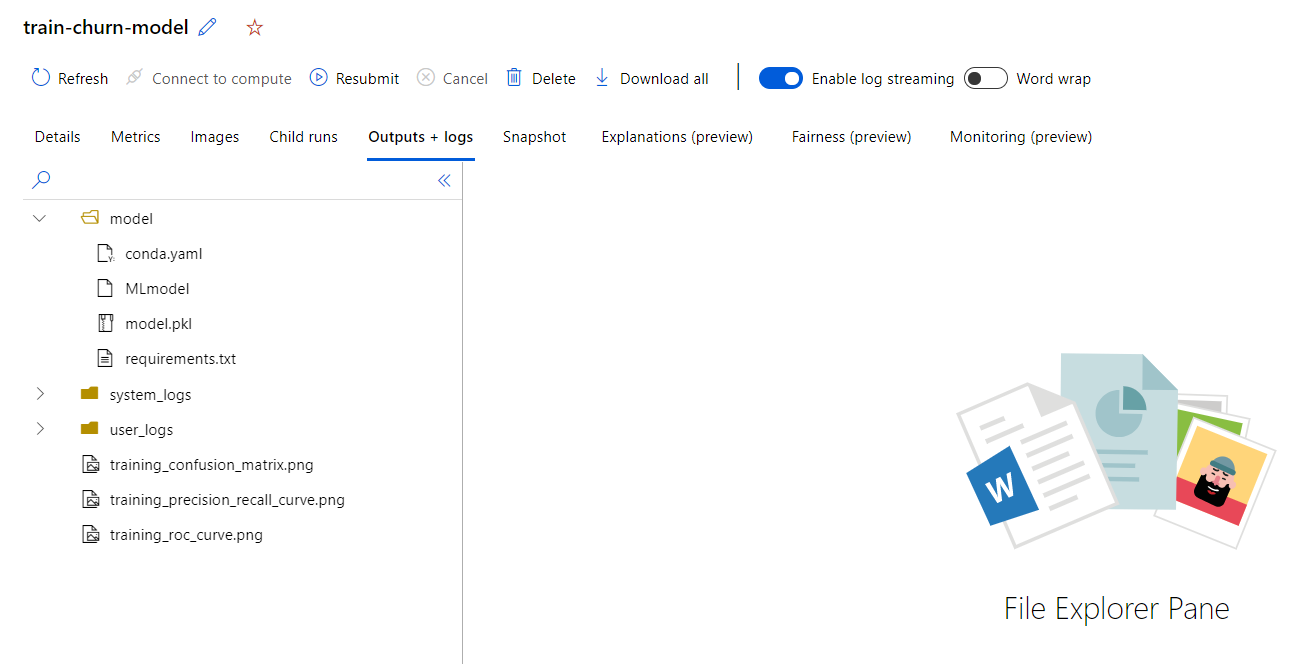 train-churn-model
Refresh Connect to compute Resubmit Cancel Delete Download all Enable log streaming Word wrap
Details Metrics Images Child runs Outputs + logs Snapshot Explanations (preview) Fairness (preview) Monitoring (preview)
model
conda.yaml
MLmodel
model.pkl
requirements.txt
system_logs
user_logs
training_confusion_matrix.png
training_precision_recall_curve.png
training_roc_curve.png
W
File Explorer Pane